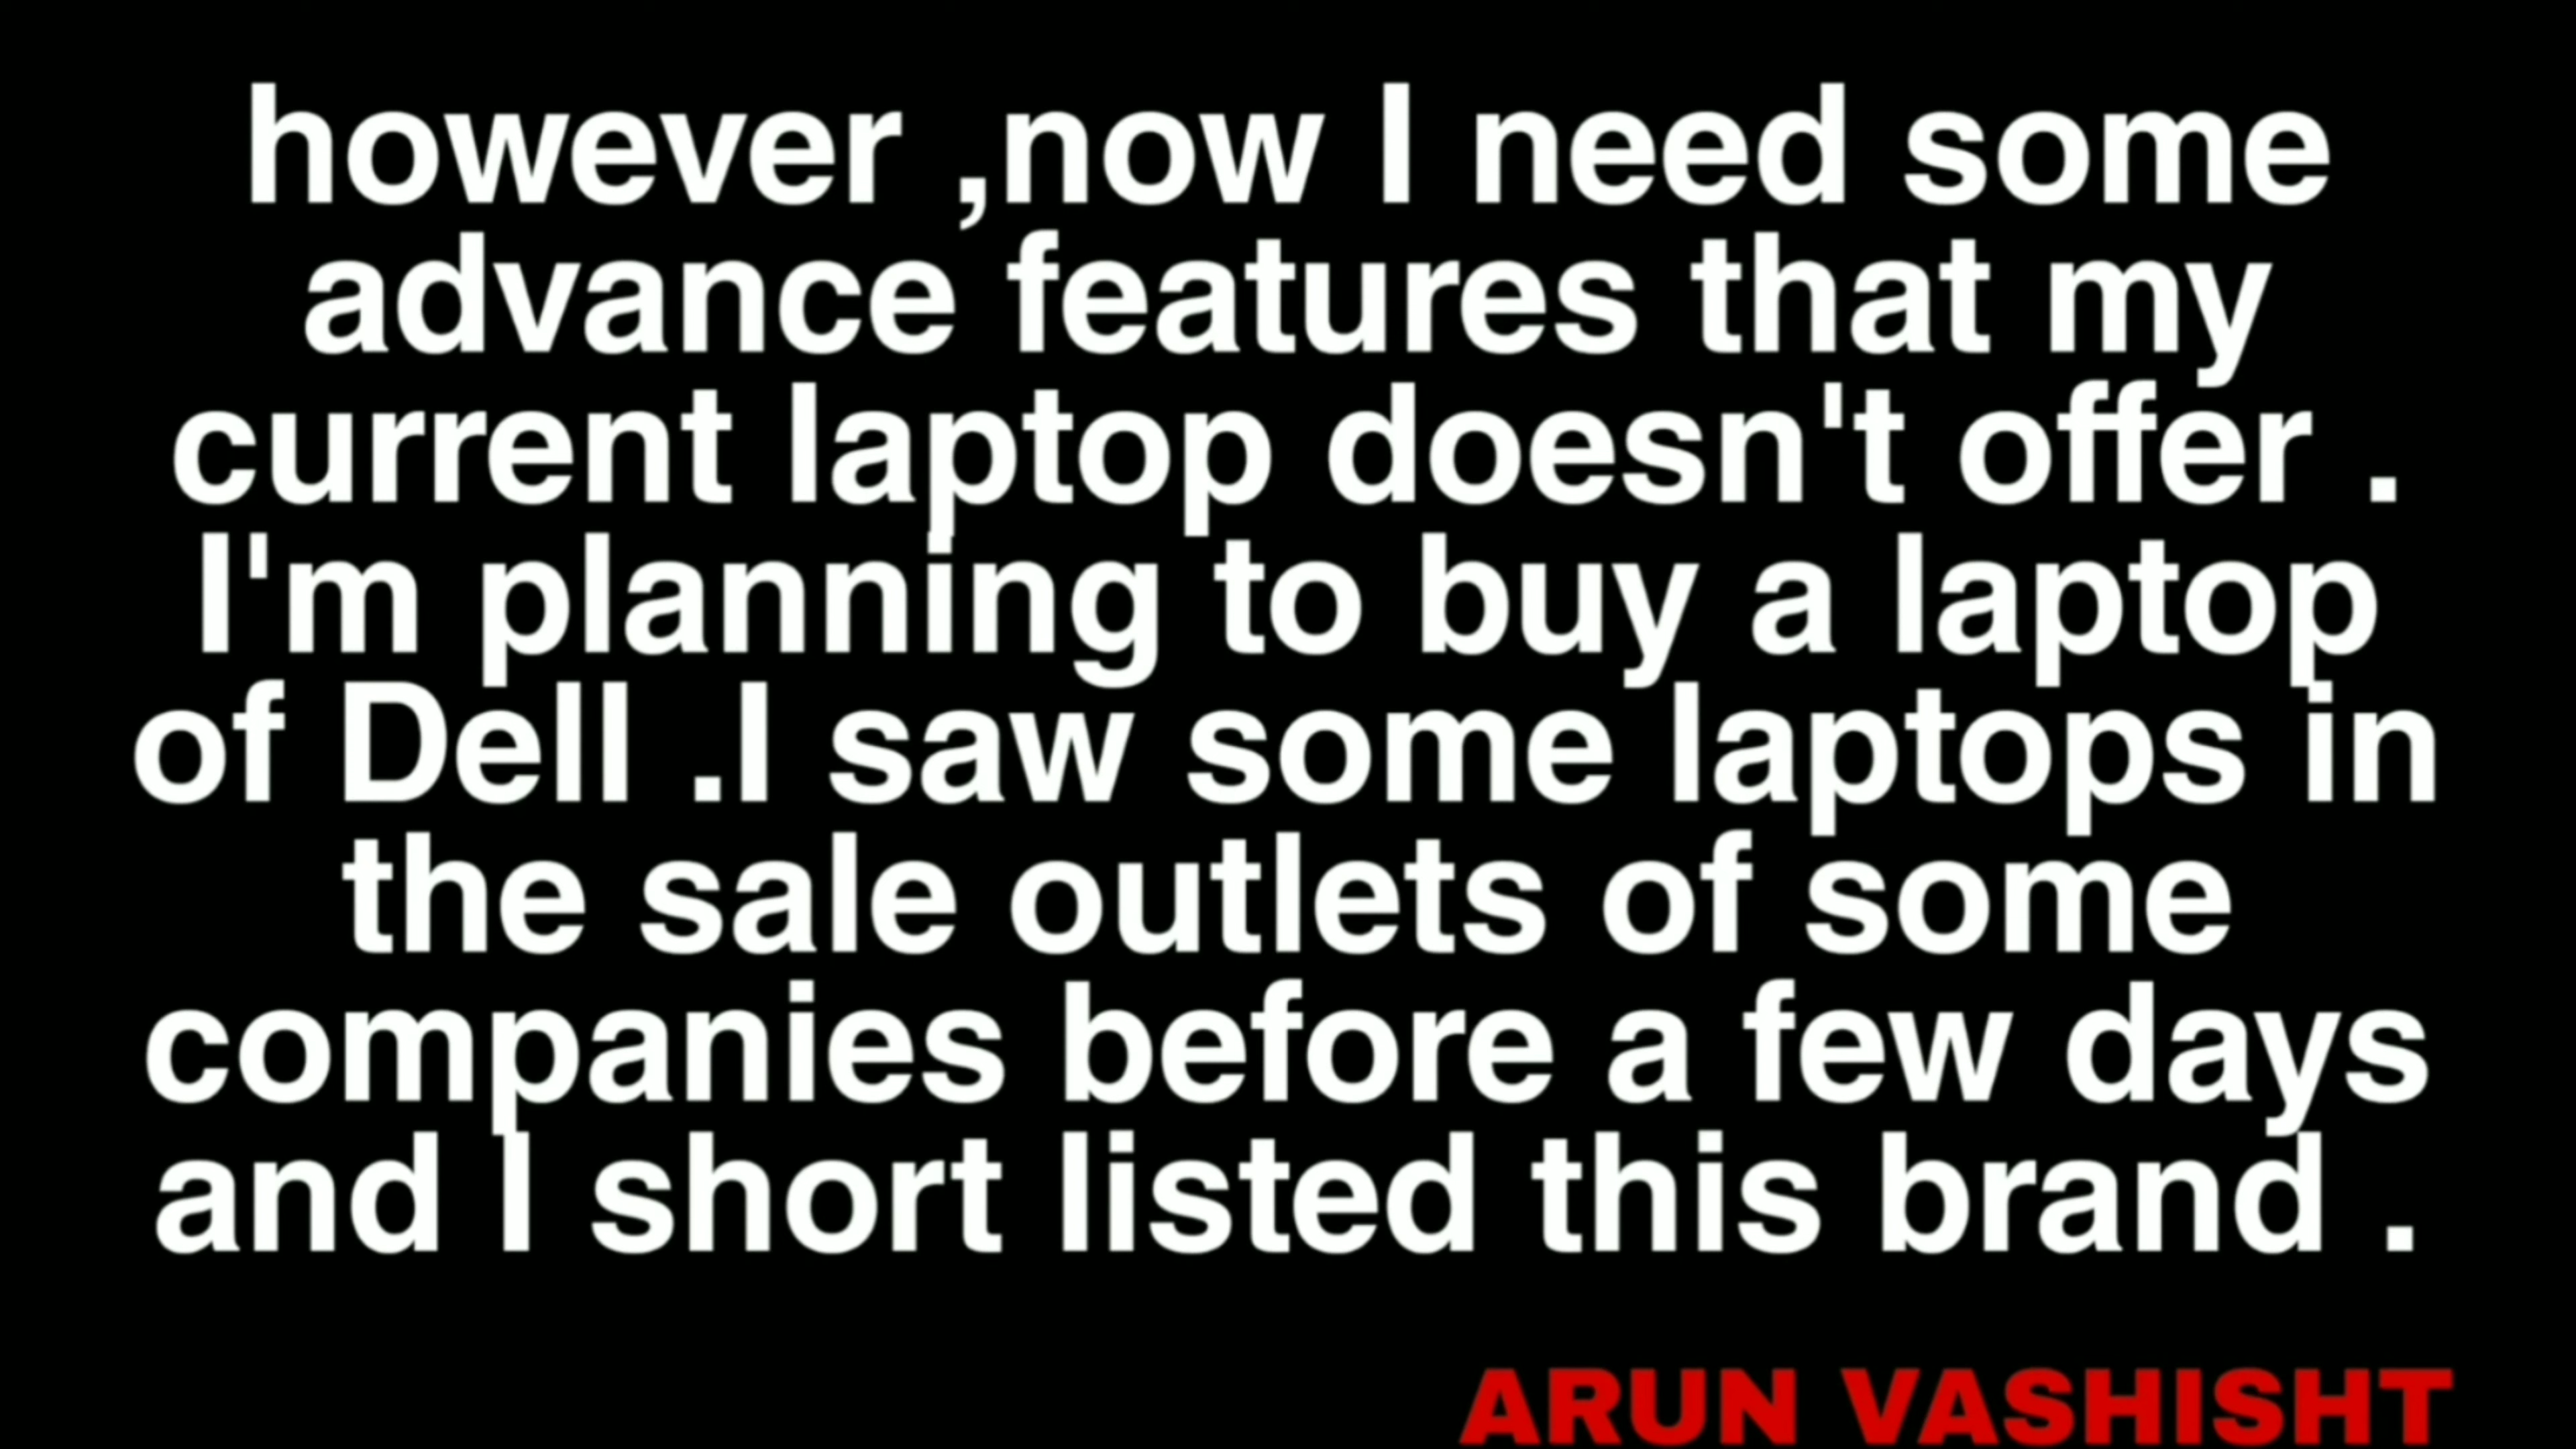 however ,now I need some
advance features that my
current laptop doesn't offer .
I'm planning to buy a laptop
of Dell .I saw some laptops in
the sale outlets of some
companies before a few days
and I short listed this brand .
ARUN VASHISHT